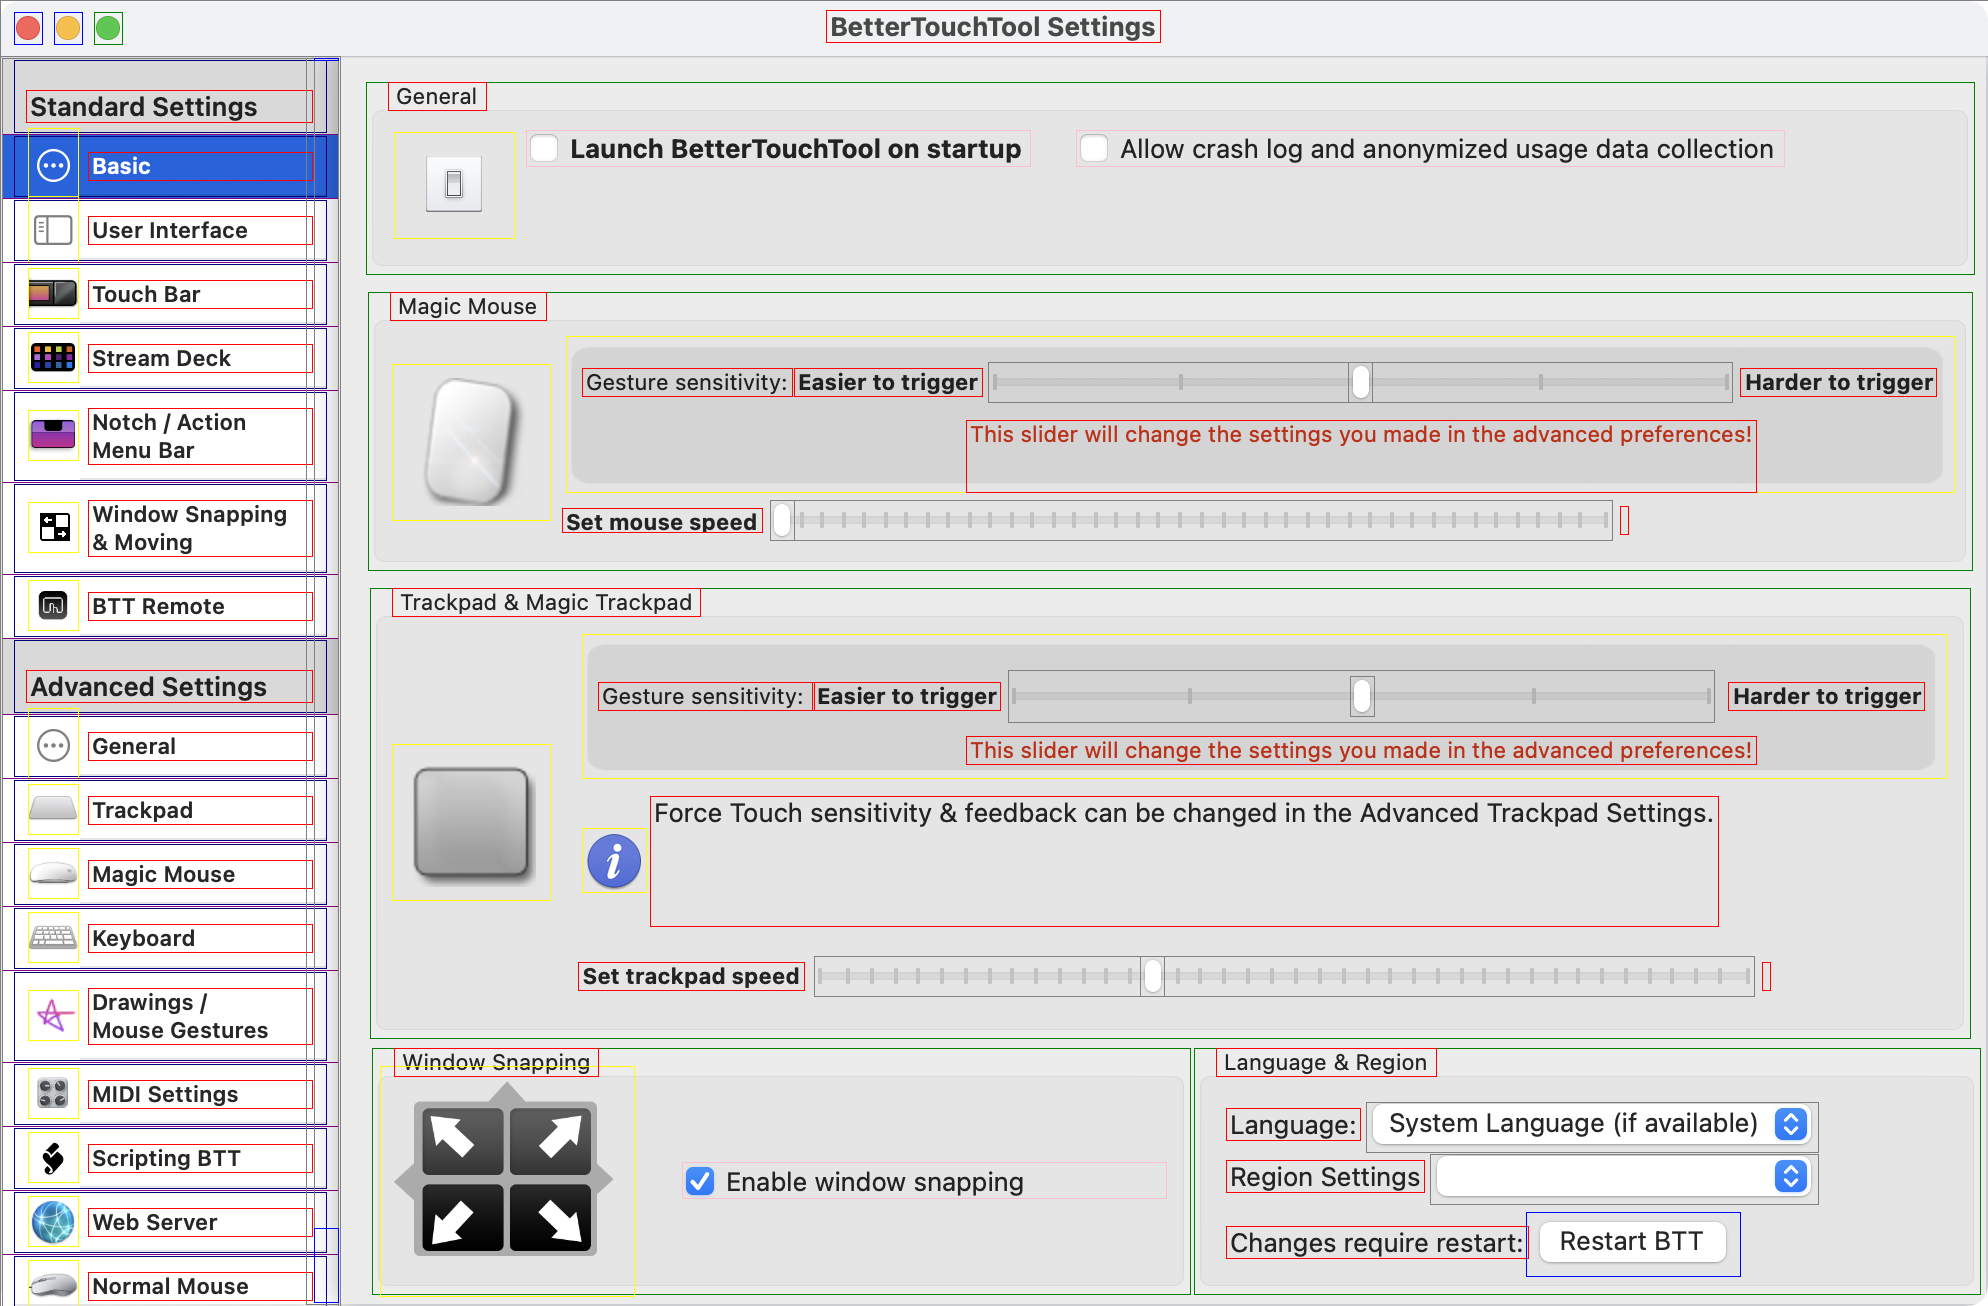 BetterTouchTool Settings
Standard Settings
Basic
User Interface
Touch Bar
Stream Deck
Notch / Action
Menu Bar
Window Snapping
& Moving
BTT Remote
Advanced Settings
General
Trackpad
Magic Mouse
Keyboard
Drawings /
Mouse Gestures
MIDI Settings
Scripting BTT
Web Server
Normal Mouse
General
Launch BetterTouchTool on startup
Allow crash log and anonymized usage data collection
Magic Mouse
Gesture sensitivity: Easier to trigger Harder to trigger
This slider will change the settings you made in the advanced preferences!
Set mouse speed
Trackpad & Magic Trackpad
Gesture sensitivity: Easier to trigger Harder to trigger
This slider will change the settings you made in the advanced preferences!
Force Touch sensitivity & feedback can be changed in the Advanced Trackpad Settings.
Set trackpad speed
Window Snapping
Enable window snapping
Language & Region
Language: System Language (if available)
Region Settings
Changes require restart: Restart BTT